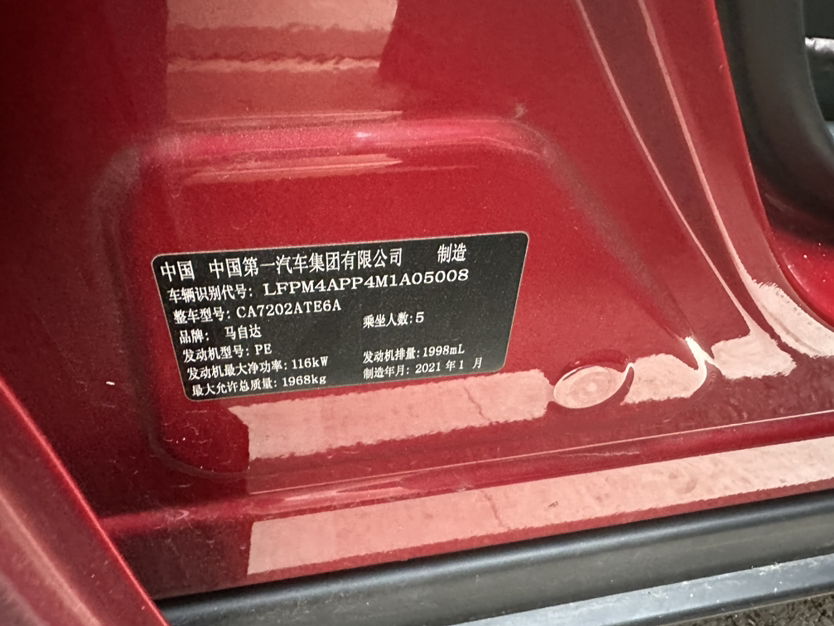 中国 中国第一汽车集团有限公司 制造
车辆识别代号: LFPM4APP4M1A05008
整车型号: CA7202ATE6A
品牌: 马自达 乘坐人数: 5
发动机型号: PE
发动机最大净功率: 116kW 发动机排量: 1998mL
最大允许总质量: 1968kg 制造年月: 2021 年 1 月